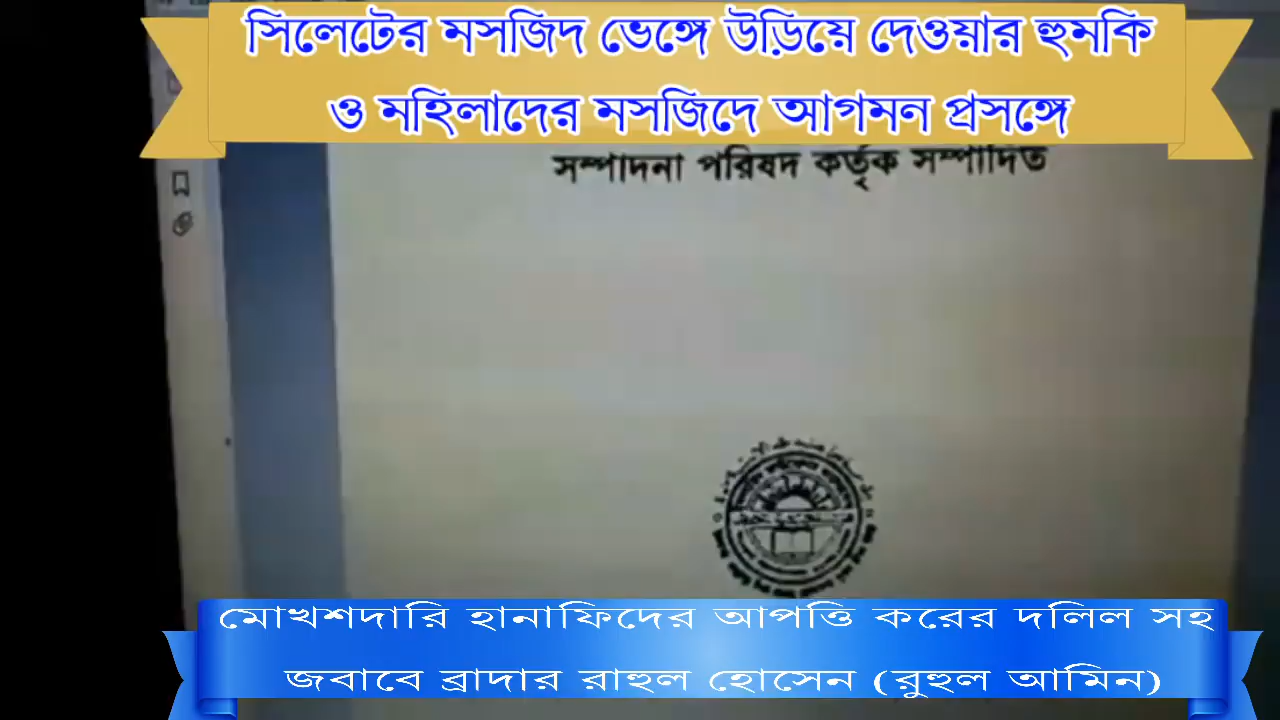 সিলেটের মসজিদ ভেঙ্গে উড়িয়ে দেওয়ার হুমকি
ও মহিলাদের মসজিদে আগমন প্রসঙ্গে
সম্পাদনা পরিষদ কর্তৃক সম্পাদিত
মোখশদারি হানাফিদের আপত্তি করের দলিল সহ
জবাবে ব্রাদার রাহুল হোসেন (রুহুল আমিন)